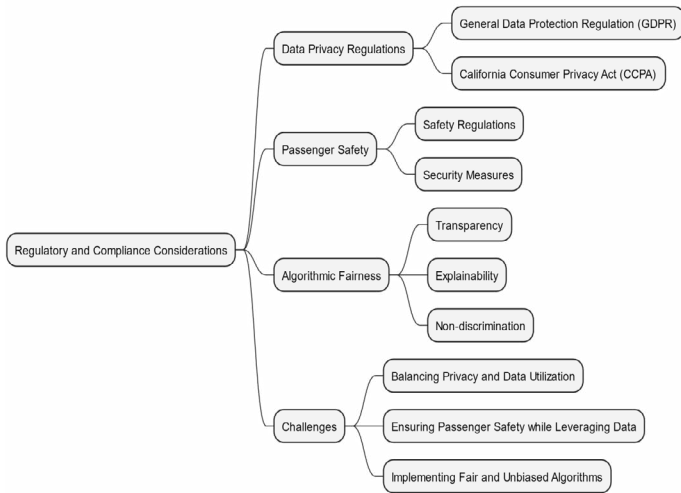 General Data Protection Regulation (GDPR)
Data Privacy Regulations
California Consumer Privacy Act (CCPA)
Safety Regulations
Passenger Safety
Security Measures
Transparency
Regulatory and Compliance Considerations
Algorithmic Fairness
Explainability
Non-discrimination
Balancing Privacy and Data Utilization
Challenges
Ensuring Passenger Safety while Leveraging Data
Implementing Fair and Unbiased Algorithms